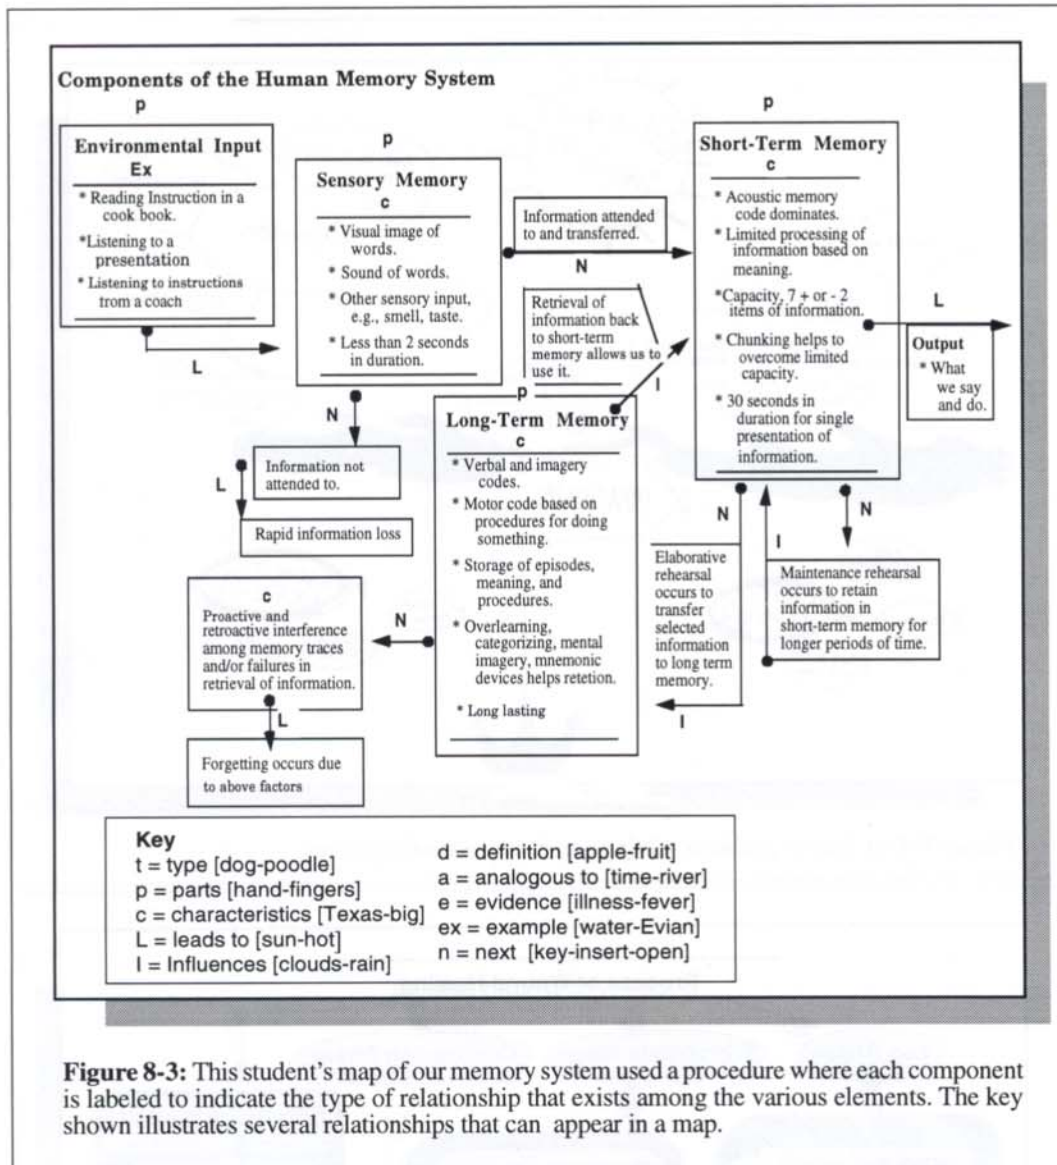 Components of the Human Memory System
p
Environmental Input
Ex
* Reading Instruction in a
cook book.
*Listening to a
presentation
* Listening to instructions
from a coach
L
p
Sensory Memory
c
* Visual image of
words.
* Sound of words.
* Other sensory input,
e.g., smell, taste.
* Less than 2 seconds
in duration.
Information attended
to and transferred.
N
p
Short-Term Memory
c
* Acoustic memory
code dominates.
* Limited processing of
information based on
meaning.
*Capacity, 7 + or - 2
items of information.
* Chunking helps to
overcome limited
capacity.
* 30 seconds in
duration for single
presentation of
information.
L
Output
* What
we say
and do.
Retrieval of
information back
to short-term
memory allows us to
use it.
I
N
Information not
attended to.
L
Rapid information loss
p
Long-Term Memory
c
* Verbal and imagery
codes.
* Motor code based on
procedures for doing
something.
* Storage of episodes,
meaning, and
procedures.
* Overlearning,
categorizing, mental
imagery, mnemonic
devices helps retetion.
* Long lasting
N
Elaborative
rehearsal
occurs to
transfer
selected
information
to long term
memory.
I
I
N
Maintenance rehearsal
occurs to retain
information in
short-term memory for
longer periods of time.
N
c
Proactive and
retroactive interference
among memory traces
and/or failures in
retrieval of information.
L
Forgetting occurs due
to above factors
Key
t = type [dog-poodle]
p = parts [hand-fingers]
c = characteristics [Texas-big]
L = leads to [sun-hot]
I = Influences [clouds-rain]
d = definition [apple-fruit]
a = analogous to [time-river]
e = evidence [illness-fever]
ex = example [water-Evian]
n = next [key-insert-open]
Figure 8-3: This student's map of our memory system used a procedure where each component
is labeled to indicate the type of relationship that exists among the various elements. The key
shown illustrates several relationships that can appear in a map.